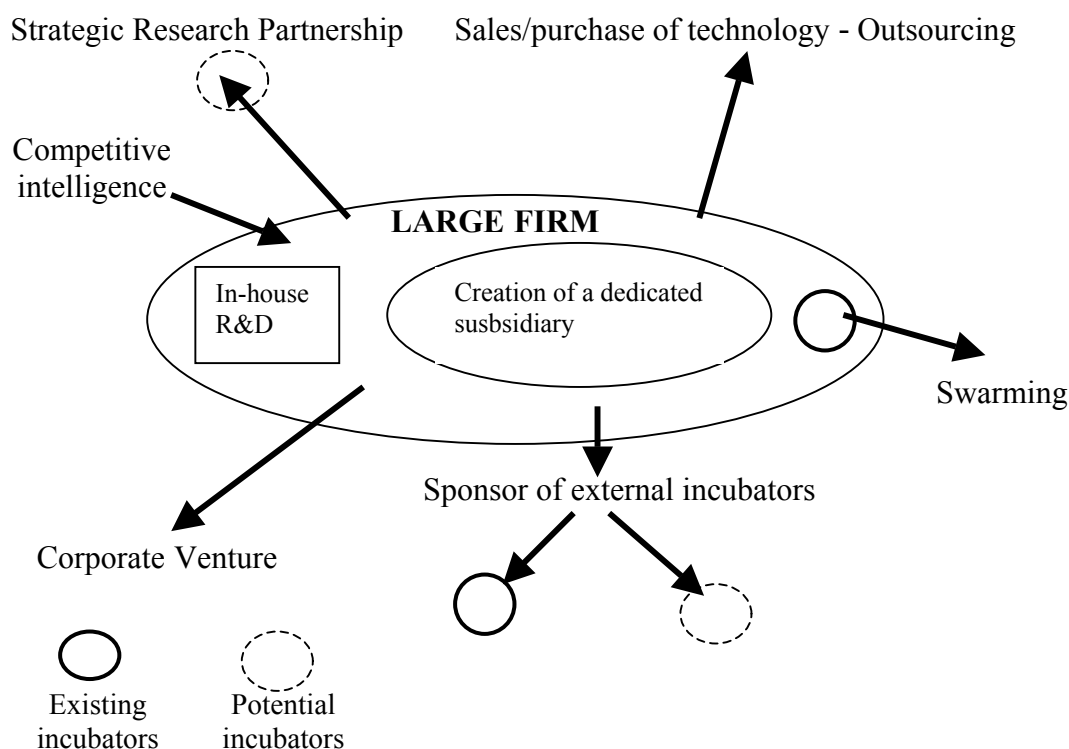 Strategic Research Partnership
Sales/purchase of technology - Outsourcing
Competitive
intelligence
LARGE FIRM
In-house
R&D
Creation of a dedicated
susbsidiary
Swarming
Sponsor of external incubators
Corporate Venture
Existing
incubators
Potential
incubators